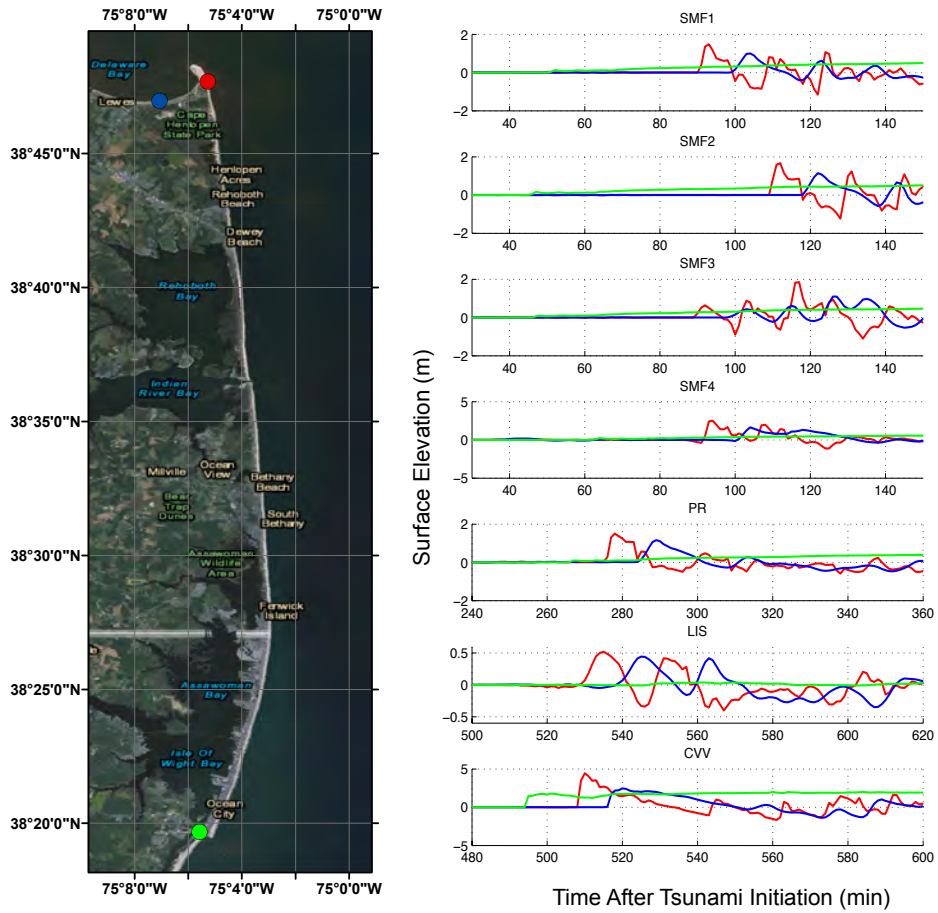 75°8'0"W 75°4'0"W 75°0'0"W
Delaware
Bay
Lewes
Cape
Henlopen
State Park
38°45'0"N
Henlopen
Acres
Rehoboth
Beach
Dewey
Beach
38°40'0"N
Rehoboth
Bay
Indian
River Bay
38°35'0"N
Millville
Ocean
View
Bethany
Beach
Bear
Trap
Dunes
South
Bethany
38°30'0"N
Assawoman
Wildlife
Area
Fenwick
Island
38°25'0"N
Assawoman
Bay
Isle Of
Wight Bay
Ocean
City
38°20'0"N
75°8'0"W 75°4'0"W 75°0'0"W
Surface Elevation (m)
SMF1
2
0
−2
40 60 80 100 120 140
SMF2
2
0
−2
40 60 80 100 120 140
SMF3
2
0
−2
40 60 80 100 120 140
SMF4
5
0
−5
40 60 80 100 120 140
PR
2
0
−2
240 260 280 300 320 340 360
LIS
0.5
0
−0.5
500 520 540 560 580 600 620
CVV
5
0
−5
480 500 520 540 560 580 600
Time After Tsunami Initiation (min)